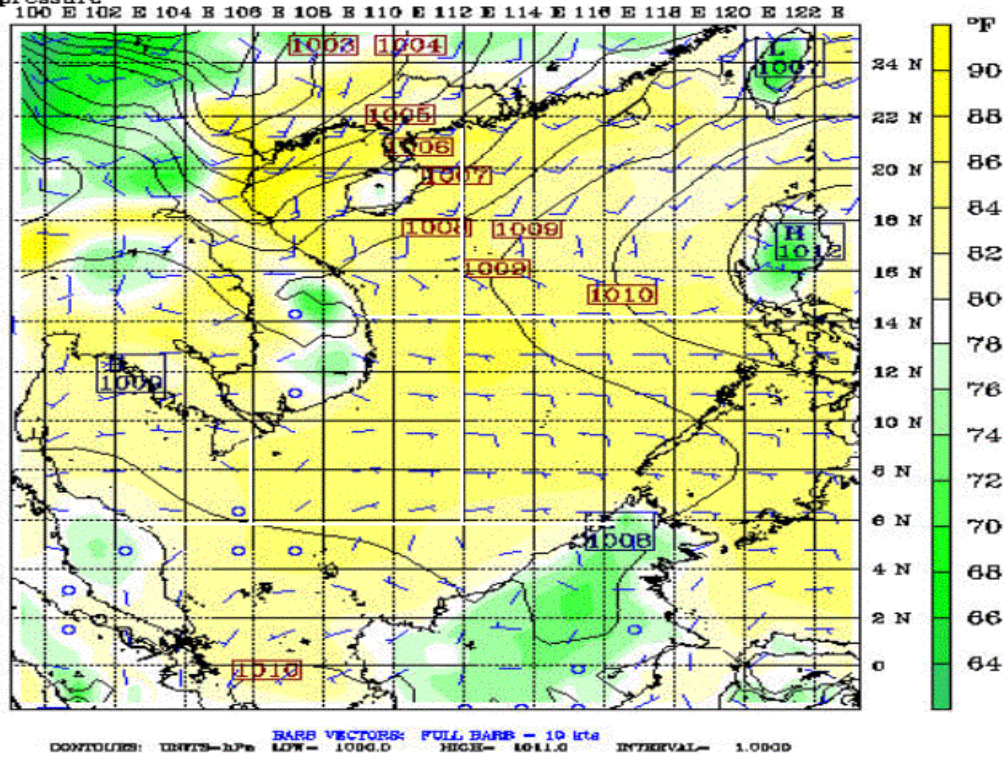 pressure
100 E 102 E 104 E 106 E 108 E 110 E 112 E 114 E 116 E 118 E 120 E 122 E
°F
1003
1004
L
1007
24 N
90
1005
22 N
88
1006
86
1007
20 N
84
1008
1009
18 N
H
1012
82
1009
16 N
1010
80
14 N
78
1009
12 N
76
10 N
74
8 N
72
6 N
1008
70
4 N
68
2 N
66
1010
0
64
BARB VECTORS: FULL BARB = 10 kts
CONTOURS: UNITS=hPa LOW= 1000.0 HIGH= 1011.0 INTERVAL= 1.0000